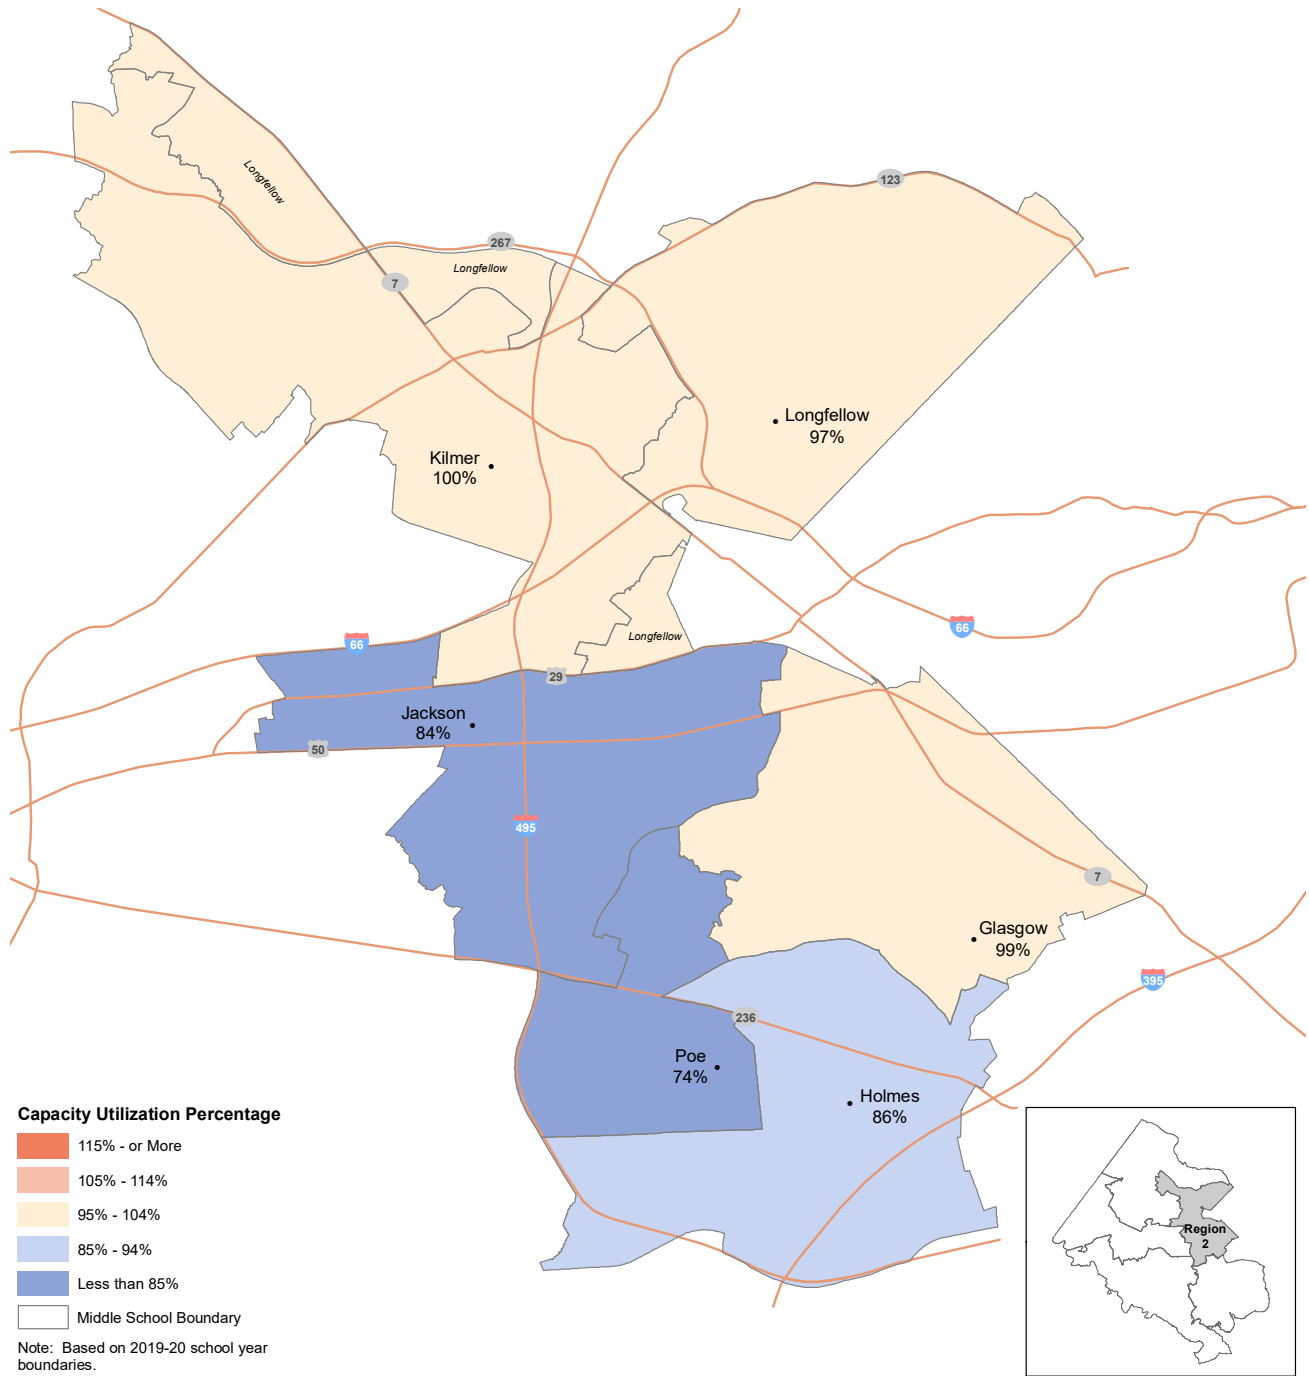 Longfellow
123
267
Longfellow
7
Longfellow
97%
Kilmer
100%
66
66
Longfellow
29
Jackson
84%
50
495
7
Glasgow
99%
395
236
Poe
74%
Holmes
86%
Capacity Utilization Percentage
115% - or More
105% - 114%
95% - 104%
85% - 94%
Less than 85%
Middle School Boundary
Note: Based on 2019-20 school year
boundaries.
Region
2